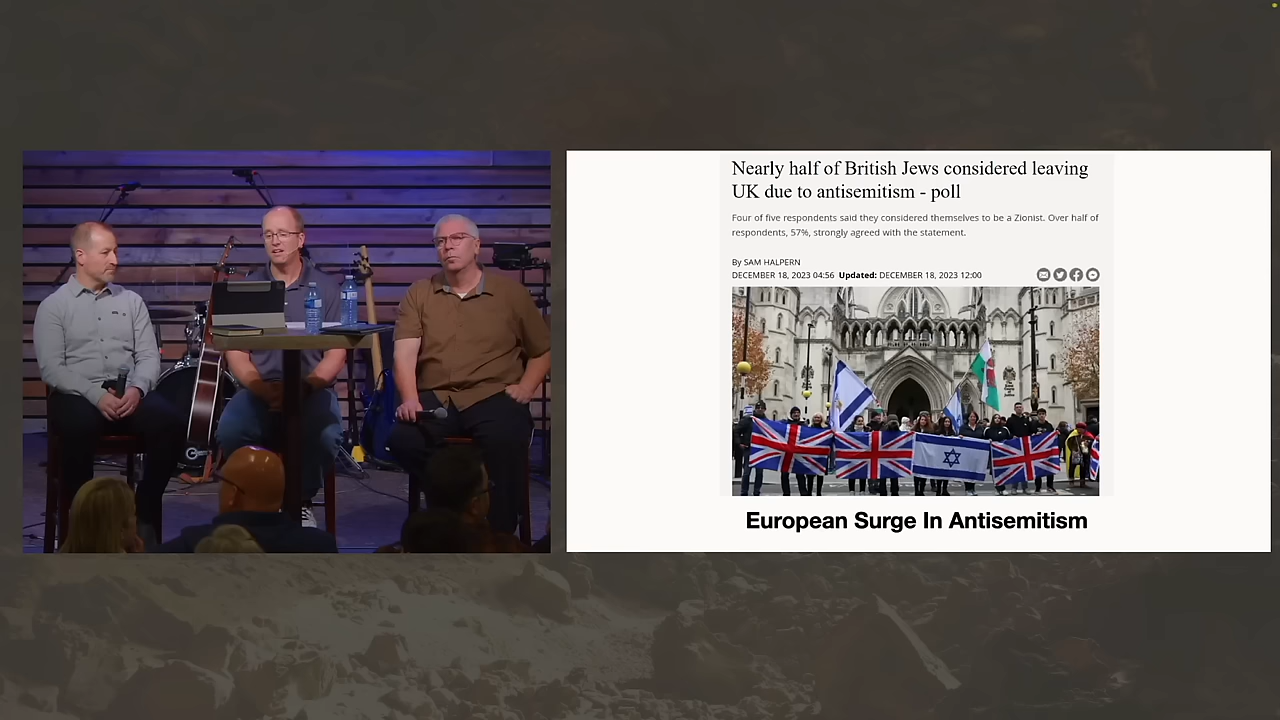 Nearly half of British Jews considered leaving
UK due to antisemitism - poll
Four of five respondents said they considered themselves to be a Zionist. Over half of
respondents, 57%, strongly agreed with the statement.
By SAM HALPERN
DECEMBER 18, 2023 04:56 Updated: DECEMBER 18, 2023 12:00
European Surge In Antisemitism